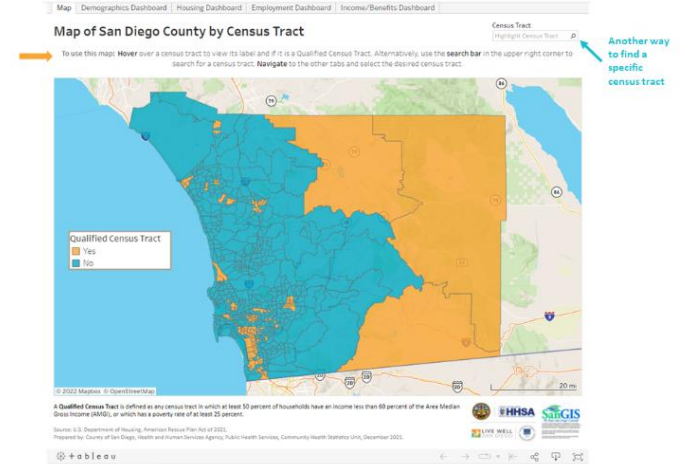 Map Demographics Dashboard Housing Dashboard Employment Dashboard Income/Benefits Dashboard
Map of San Diego County by Census Tract
Census Tract
Highlight Census Tract
To use this map: Hover over a census tract to view its label and if it is a Qualified Census Tract. Alternatively, use the search bar in the upper right corner to
search for a census tract. Navigate to the other tabs and select the desired census tract.
Another way
to find a
specific
census tract
86
79
86
Qualified Census Tract
Yes
No
8
© 2022 Mapbox © OpenStreetMap
20 mi
A Qualified Census Tract is defined as any census tract in which at least 50 percent of households have an income less than 60 percent of the Area Median
Gross Income (AMGI), or which has a poverty rate of at least 25 percent.
Source: U.S. Department of Housing, American Rescue Plan Act of 2021.
Prepared by: County of San Diego, Health and Human Services Agency, Public Health Services, Community Health Statistics Unit, December 2021.
HHSA
SanGIS
LIVE WELL
SAN DIEGO
+ableau